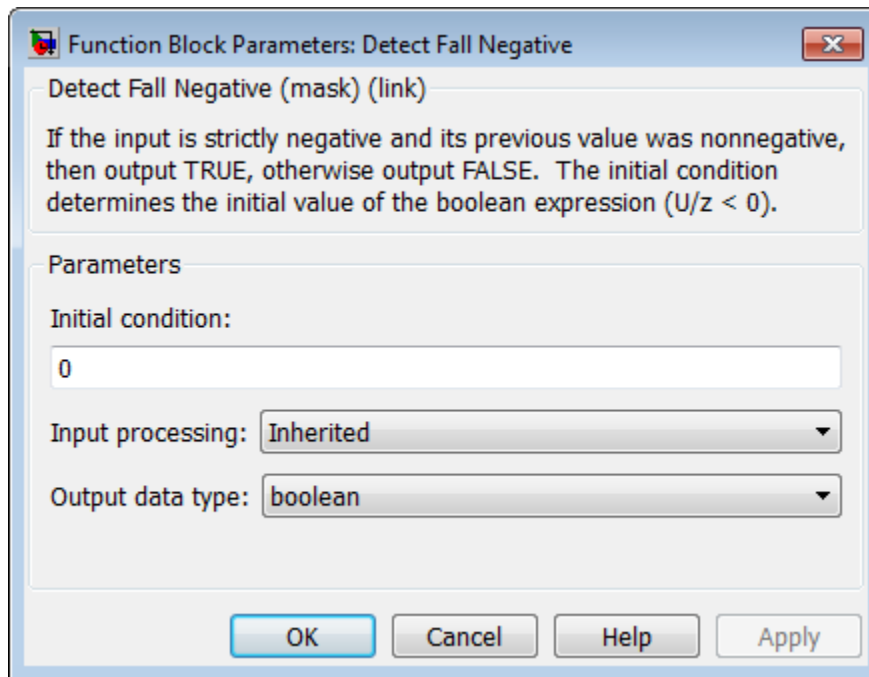 Function Block Parameters: Detect Fall Negative
Detect Fall Negative (mask) (link)
If the input is strictly negative and its previous value was nonnegative,
then output TRUE, otherwise output FALSE.  The initial condition
determines the initial value of the boolean expression (U/z < 0).
Parameters
Initial condition:
0
Input processing: Inherited
Output data type: boolean
OK Cancel Help Apply